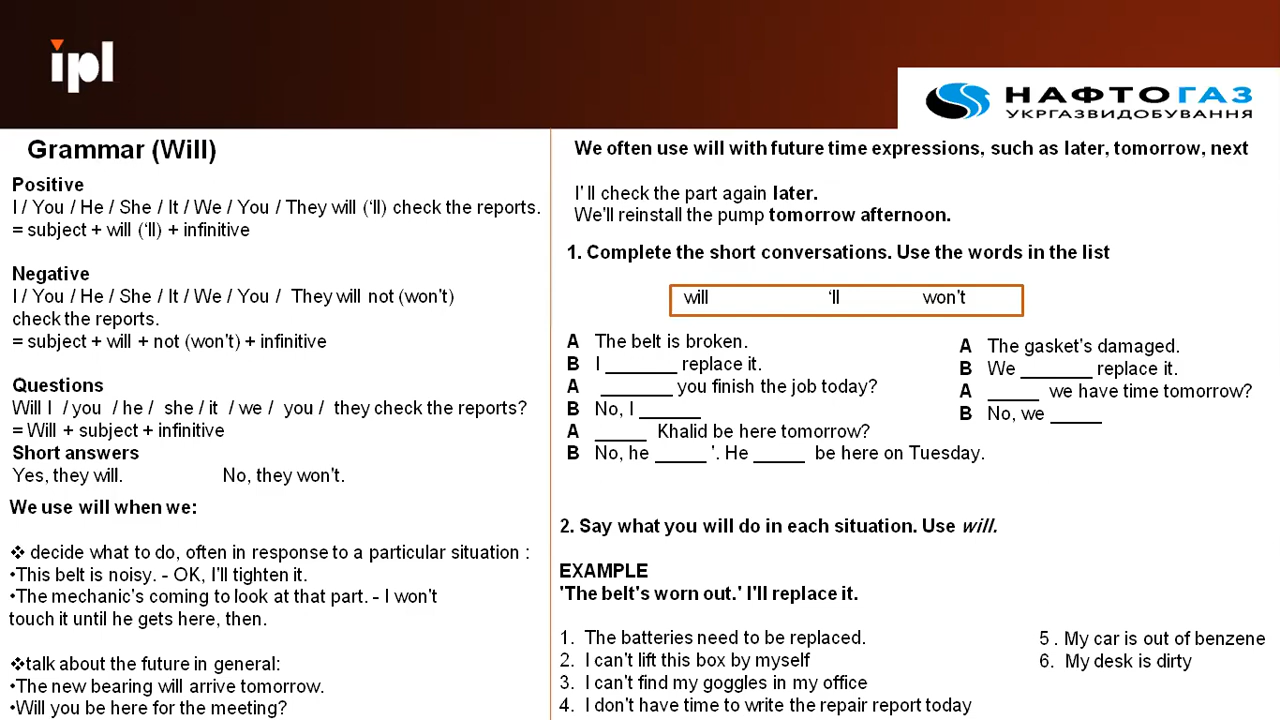 ipl
НАФТОГАЗ
УКРГАЗВИДОБУВАННЯ
Grammar (Will)
Positive
I / You / He / She / It / We / You / They will (‘ll) check the reports.
= subject + will (‘ll) + infinitive
Negative
I / You / He / She / It / We / You / They will not (won't)
check the reports.
= subject + will + not (won't) + infinitive
Questions
Will I / you / he / she / it / we / you / they check the reports?
= Will + subject + infinitive
Short answers
Yes, they will. No, they won't.
We use will when we:
❖ decide what to do, often in response to a particular situation :
•This belt is noisy. - OK, I'll tighten it.
•The mechanic's coming to look at that part. - I won't
touch it until he gets here, then.
❖talk about the future in general:
•The new bearing will arrive tomorrow.
•Will you be here for the meeting?
We often use will with future time expressions, such as later, tomorrow, next
I'll check the part again later.
We'll reinstall the pump tomorrow afternoon.
1. Complete the short conversations. Use the words in the list
will ‘ll won't
A The belt is broken.
B I _______ replace it.
A _______ you finish the job today?
B No, I ______
A _____ Khalid be here tomorrow?
B No, he _____ '. He _____ be here on Tuesday.
A The gasket's damaged.
B We _______ replace it.
A _____ we have time tomorrow?
B No, we _____
2. Say what you will do in each situation. Use will.
EXAMPLE
'The belt's worn out.' I'll replace it.
1. The batteries need to be replaced.
2. I can't lift this box by myself
3. I can't find my goggles in my office
4. I don't have time to write the repair report today
5 . My car is out of benzene
6. My desk is dirty